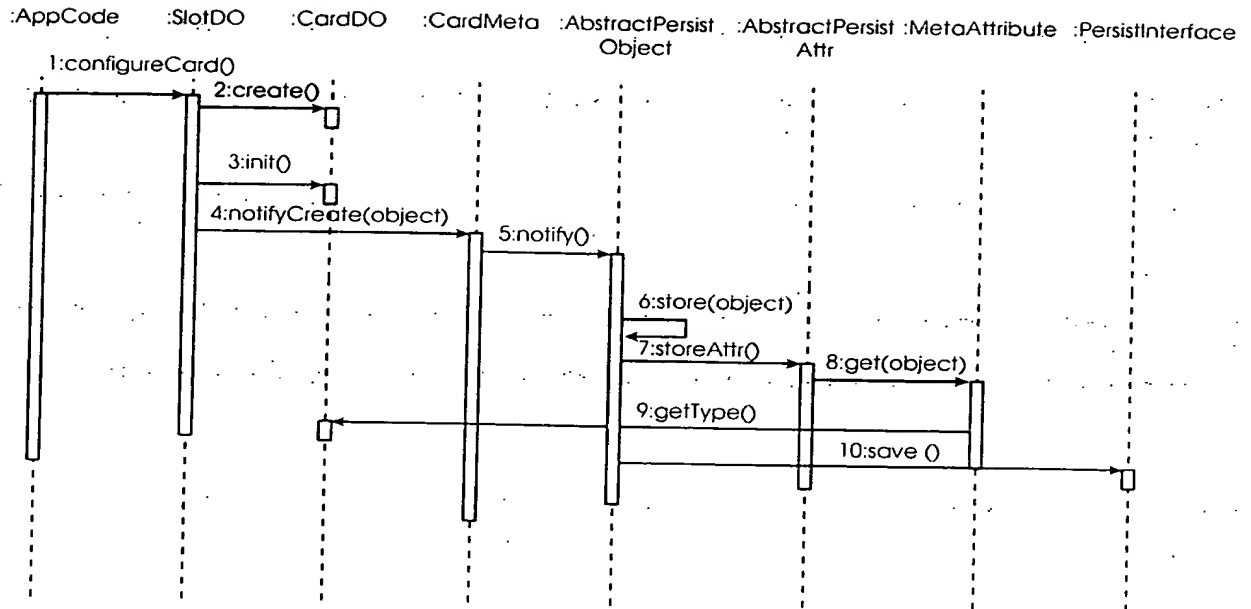 :AppCode :SlotDO :CardDO :CardMeta :AbstractPersist :AbstractPersist :MetaAttribute :PersistInterface
Object Attr
1:configureCard()
2:create()
3:init()
4:notifyCreate(object)
5:notify()
6:store(object)
7:storeAttr()
8:get(object)
9:getType()
10:save ()